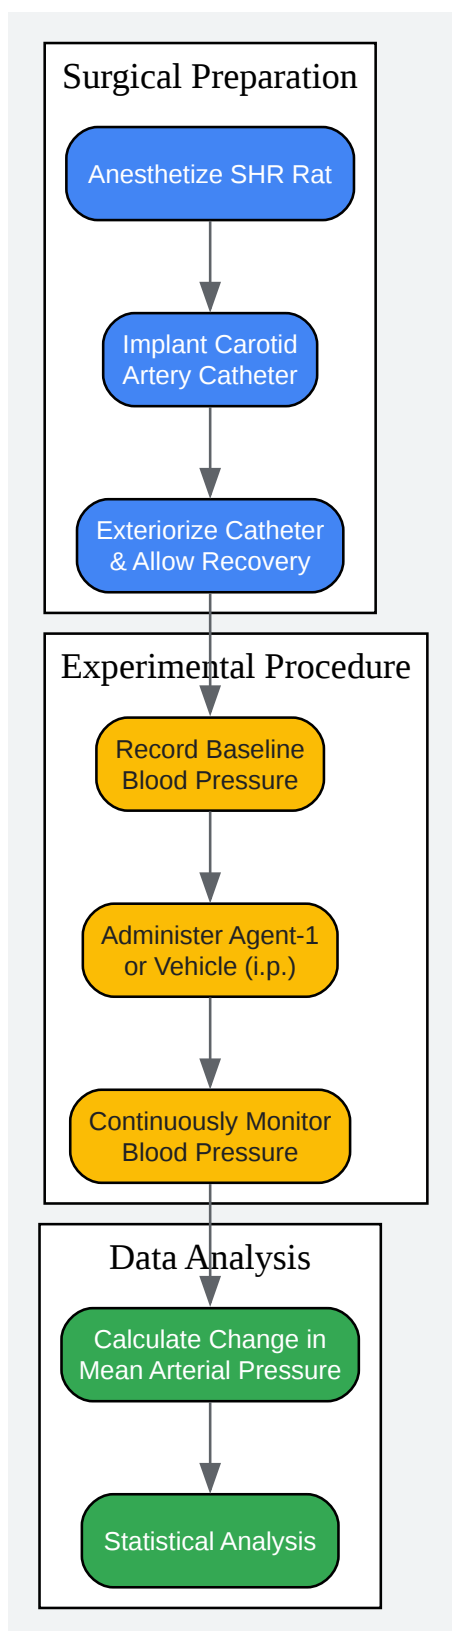 Surgical Preparation
Anesthetize SHR Rat
Implant Carotid
Artery Catheter
Exteriorize Catheter
& Allow Recovery
Experimental Procedure
Record Baseline
Blood Pressure
Administer Agent-1
or Vehicle (i.p.)
Continuously Monitor
Blood Pressure
Data Analysis
Calculate Change in
Mean Arterial Pressure
Statistical Analysis